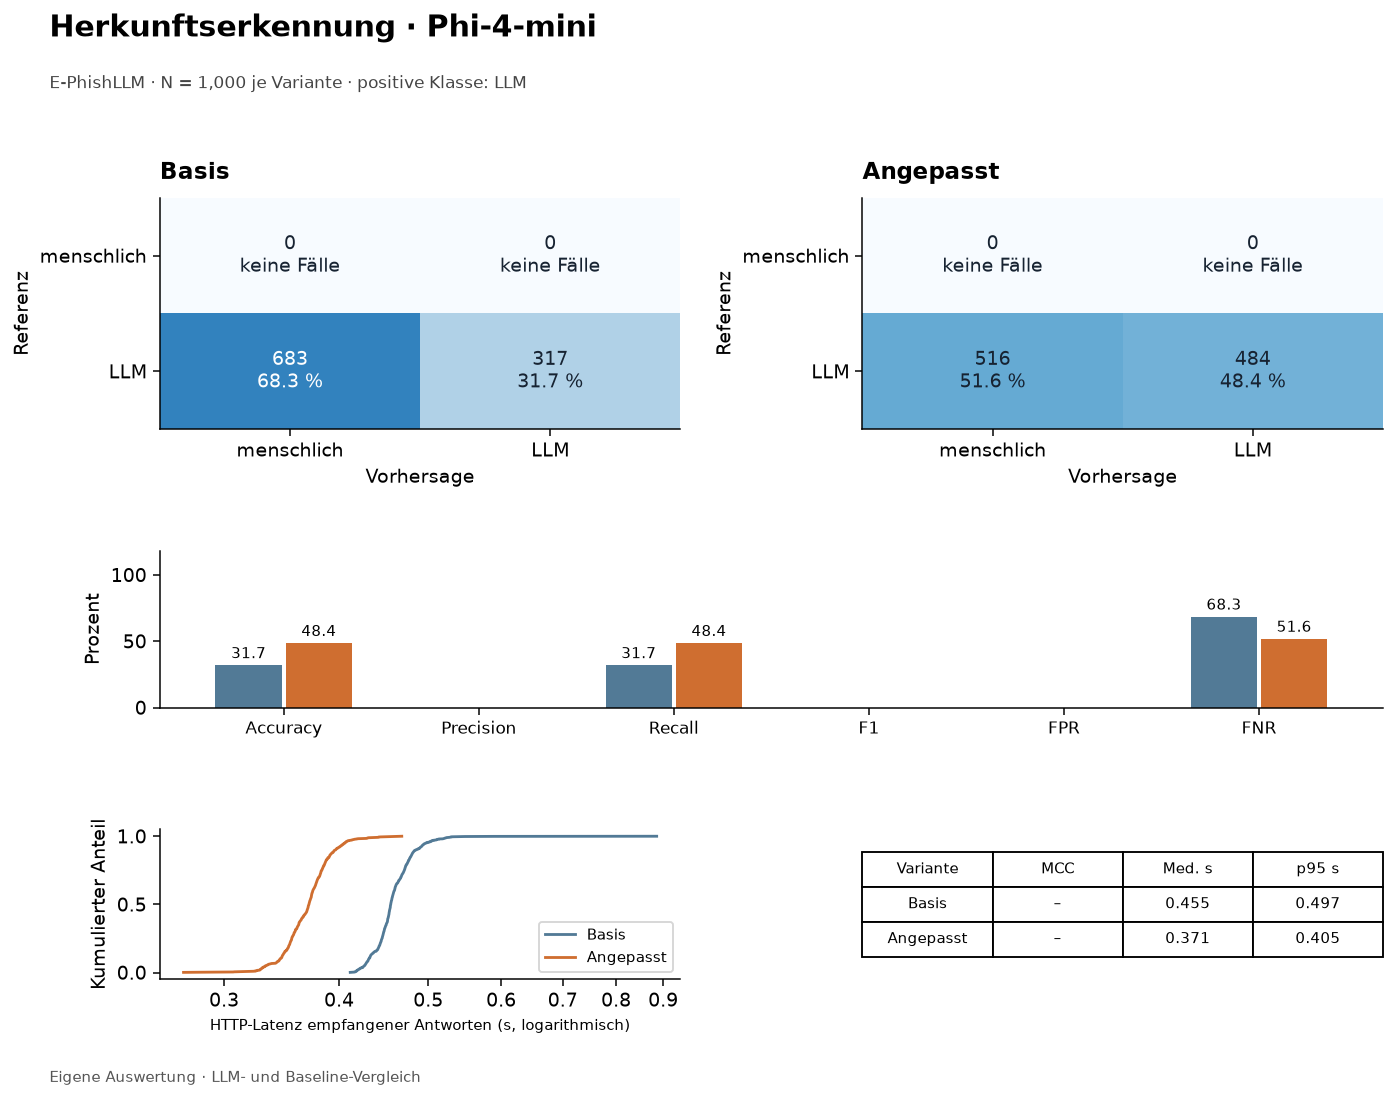 Herkunftserkennung · Phi-4-mini
E-PhishLLM · N = 1,000 je Variante · positive Klasse: LLM
Basis
Referenz
menschlich
0
keine Fälle
0
keine Fälle
LLM
683
68.3 %
317
31.7 %
menschlich
LLM
Vorhersage
Angepasst
Referenz
menschlich
0
keine Fälle
0
keine Fälle
LLM
516
51.6 %
484
48.4 %
menschlich
LLM
Vorhersage
Prozent
100
50
0
31.7
48.4
31.7
48.4
68.3
51.6
Accuracy
Precision
Recall
F1
FPR
FNR
Kumulierter Anteil
1.0
0.5
0.0
Basis
Angepasst
0.3 0.4 0.5 0.6 0.7 0.8 0.9
HTTP-Latenz empfangener Antworten (s, logarithmisch)
Variante MCC Med. s p95 s
Basis – 0.455 0.497
Angepasst – 0.371 0.405
Eigene Auswertung · LLM- und Baseline-Vergleich